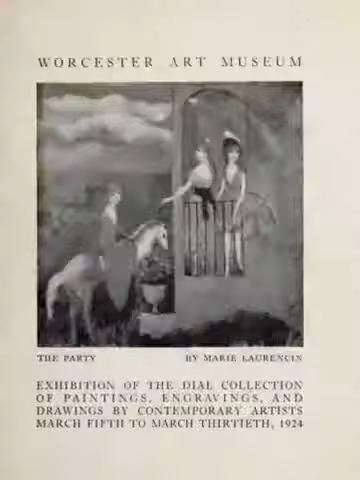 WORCESTER ART MUSEUM
THE PARTY BY MARIE LAURENCIN
EXHIBITION OF THE DIAL COLLECTION
OF PAINTINGS, ENGRAVINGS, AND
DRAWINGS BY CONTEMPORARY ARTISTS
MARCH FIFTH TO MARCH THIRTIETH, 1924